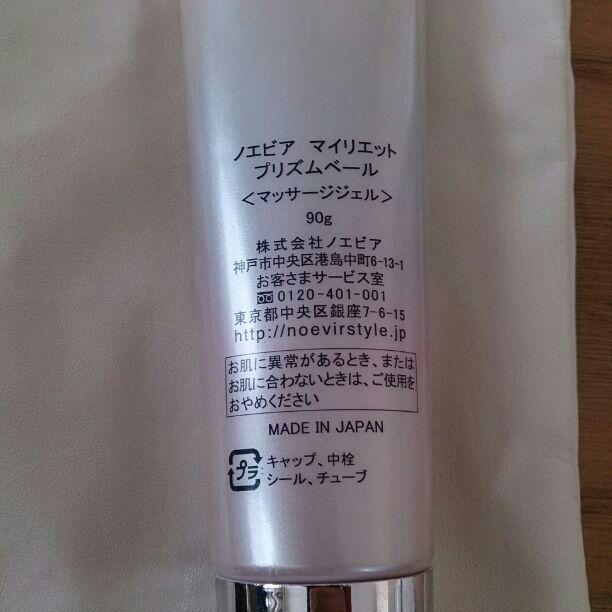 ノエビア マイリエット
プリズムベール
＜マッサージジェル＞
90g
株式会社ノエビア
神戸市中央区港島中町6-13-1
お客さまサービス室
0120-401-001
東京都中央区銀座7-6-15
http://noevirstyle.jp
お肌に異常があるとき、または
お肌に合わないときは、ご使用を
おやめください
MADE IN JAPAN
プラ
キャップ、中栓
シール、チューブ